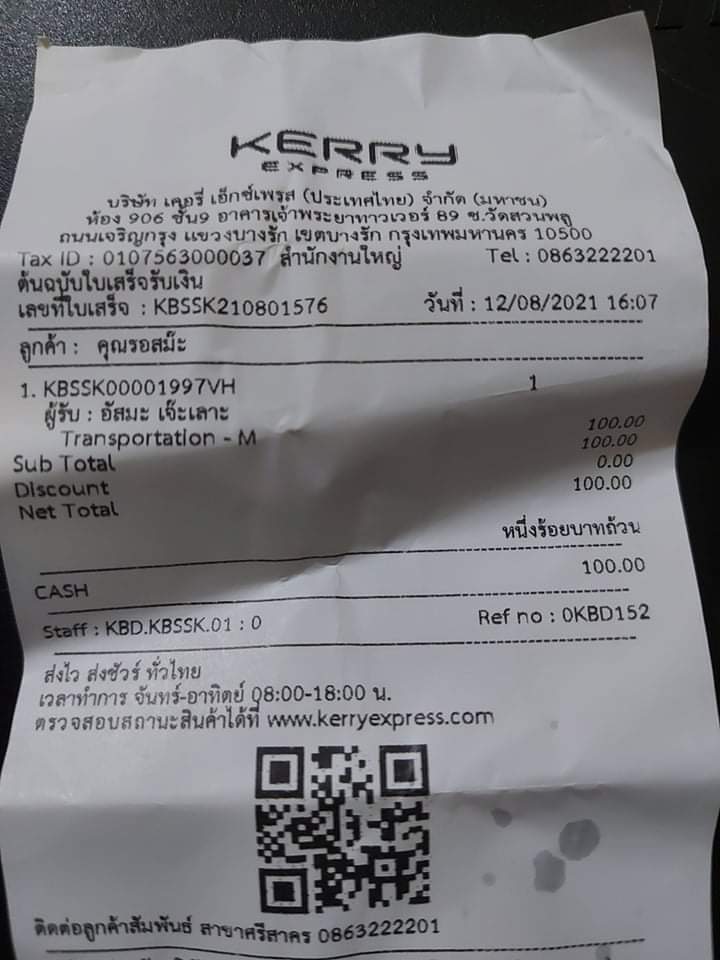 KERRY
EXPRESS
บริษัท เคอรี่ เอ็กซ์เพรส (ประเทศไทย) จำกัด (มหาชน)
ห้อง 906 ชั้น9 อาคารเจ้าพระยาทาวเวอร์ 89 ซ.วัดสวนพลู
ถนนเจริญกรุง แขวงบางรัก เขตบางรัก กรุงเทพมหานคร 10500
Tax ID : 0107563000037 สำนักงานใหญ่ Tel : 0863222201
ต้นฉบับใบเสร็จรับเงิน
เลขที่ใบเสร็จ : KBSSK210801576 วันที่ : 12/08/2021 16:07
ลูกค้า : คุณรอสม๊ะ
1. KBSSK00001997VH 1
ผู้รับ : อัสมะ เจ๊ะเลาะ
Transportation - M 100.00
Sub Total 100.00
Discount 0.00
Net Total 100.00
หนึ่งร้อยบาทถ้วน
CASH 100.00
Staff : KBD.KBSSK.01 : 0 Ref no : 0KBD152
ส่งไว ส่งชัวร์ ทั่วไทย
เวลาทำการ จันทร์-อาทิตย์ 08:00-18:00 น.
ตรวจสอบสถานะสินค้าได้ที่ www.kerryexpress.com
ติดต่อลูกค้าสัมพันธ์ สาขาศรีสาคร 0863222201